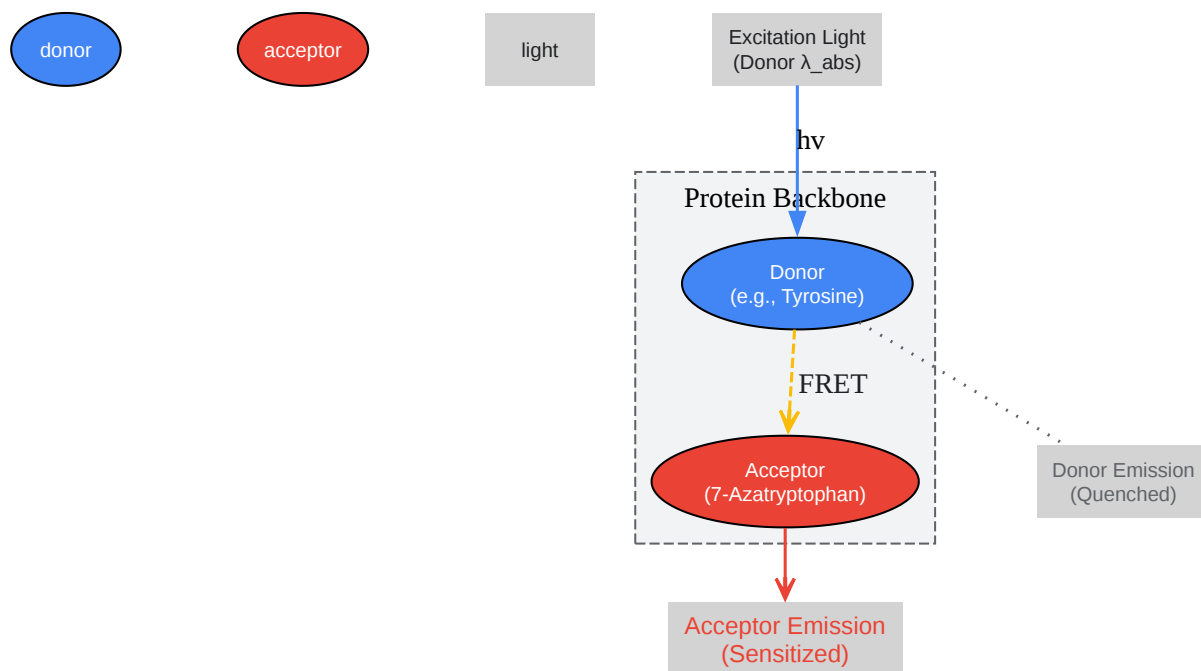 donor
acceptor
light
Excitation Light
(Donor λ_abs)
hν
Protein Backbone
Donor
(e.g., Tyrosine)
FRET
Acceptor
(7-Azatryptophan)
Donor Emission
(Quenched)
Acceptor Emission
(Sensitized)